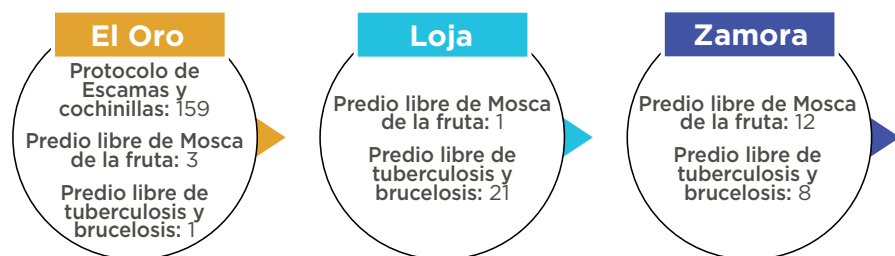 El Oro
Protocolo de
Escamas y
cochinillas: 159
Predio libre de Mosca
de la fruta: 3
Predio libre de
tuberculosis y
brucelosis: 1
Loja
Predio libre de Mosca
de la fruta: 1
Predio libre de
tuberculosis y
brucelosis: 21
Zamora
Predio libre de Mosca
de la fruta: 12
Predio libre de
tuberculosis y
brucelosis: 8